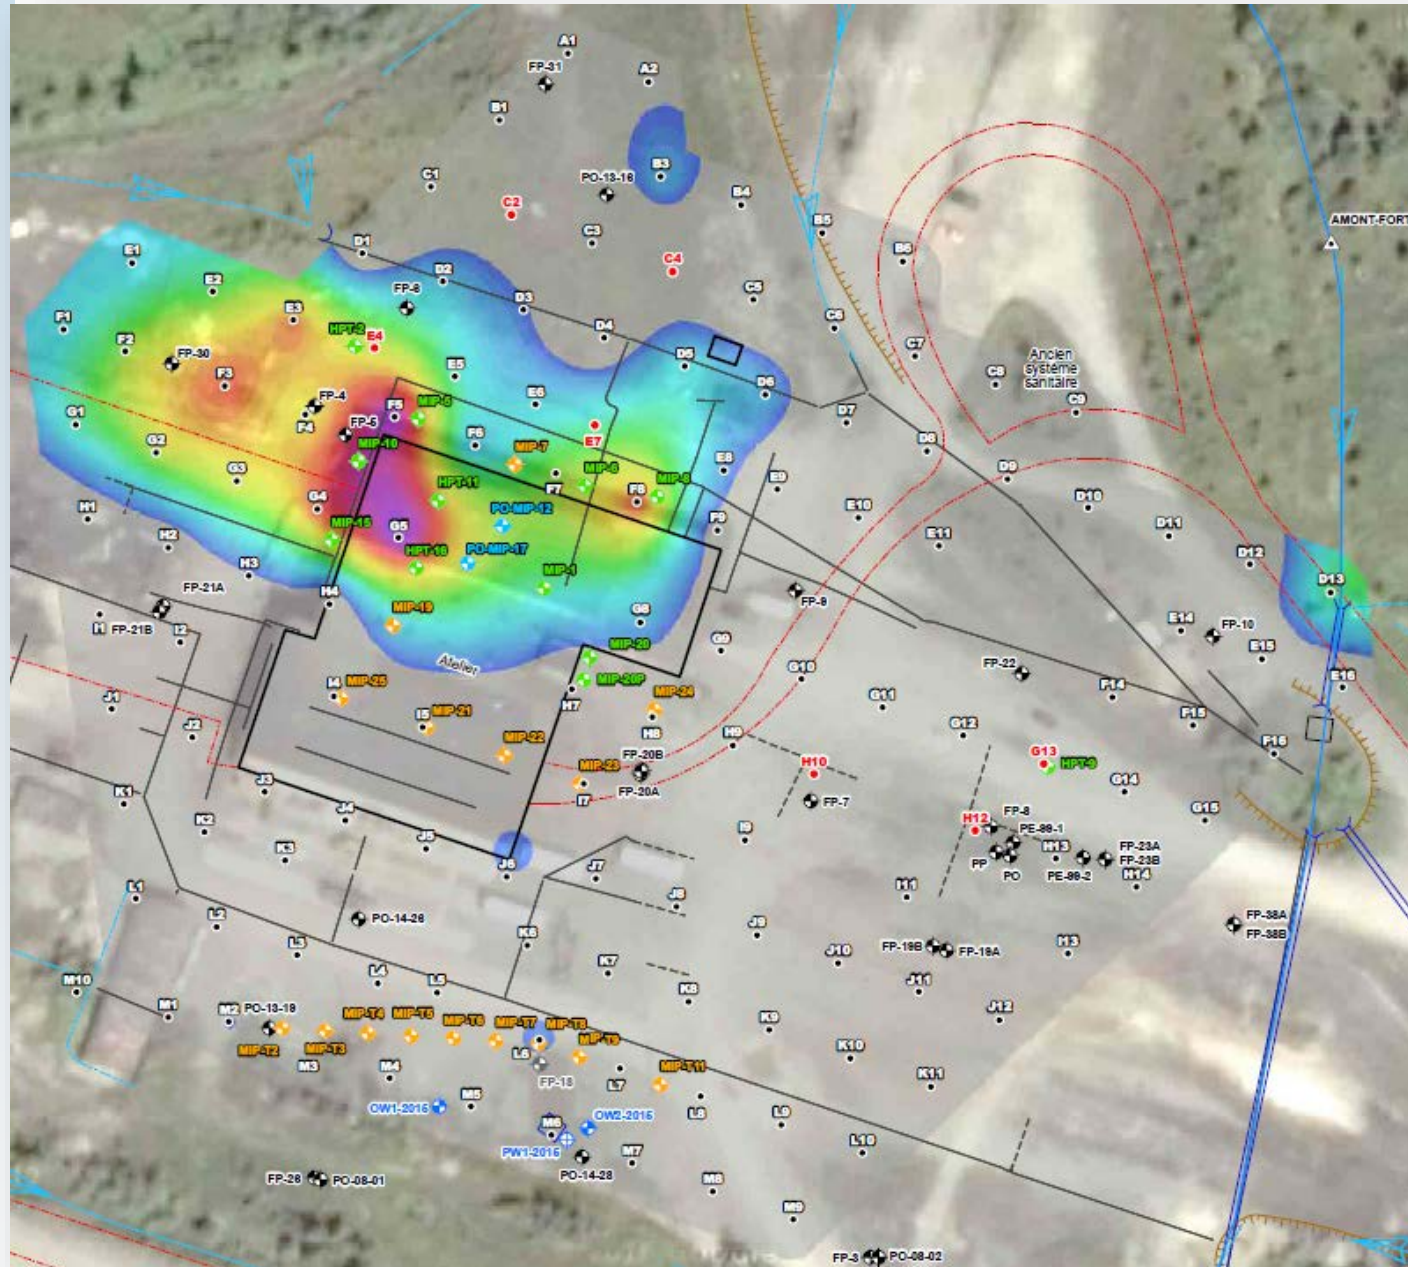 A1
FP-31
A2
B1
B3
C1
PO-13-16
B4
C2
B5
AMONT-FORT
C3
B6
D1
E1
C4
D2
E2
C5
FP-6
D3
E3
F1
C6
D4
HPT-2
E4
F2
Ancien
système
sanitaire
C7
FP-30
D5
E5
C8
F3
D6
E6
FP-4
F5
MIP-5
C9
G1
F4
FP-5
D7
E7
G2
F6
MIP-7
D8
MIP-10
E8
G3
F7
MIP-6
D9
E9
HPT-11
F8
H1
G4
PO-MIP-12
E10
D10
F9
H2
MIP-15
G5
D11
E11
HPT-16
PO-MIP-17
H3
D12
MIP-1
D13
FP-21A
H4
FP-9
FP-21B
I2
MIP-19
G8
E14
FP-10
G9
E15
Atelier
MIP-20
FP-22
G10
MIP-20P
E16
J1
I4
MIP-25
H7
MIP-24
G11
F14
J2
I5
MIP-21
H8
G12
F15
MIP-22
H9
FP-20B
F16
MIP-23
G13
HPT-9
J3
I7
FP-20A
H10
K1
J4
FP-7
G14
G15
K2
J5
I9
H12
FP-8
PE-99-1
K3
J6
J7
PP
PO
H13
PE-99-2
FP-23A
FP-23B
L1
J8
I11
H14
L2
PO-14-26
J9
FP-38A
FP-38B
L3
K6
J10
FP-19B
FP-19A
I13
M10
L4
L5
K7
J11
M1
M2
PO-13-19
K8
J12
MIP-T2
MIP-T3
MIP-T4
MIP-T5
MIP-T6
MIP-T7
MIP-T8
MIP-T9
K9
M3
M4
L6
FP-18
L7
MIP-T11
K10
K11
OW1-2015
M5
L8
L9
M6
OW2-2015
L10
PW1-2015
M7
PO-14-28
FP-26
PO-08-01
M8
M9
FP-3
PO-08-02